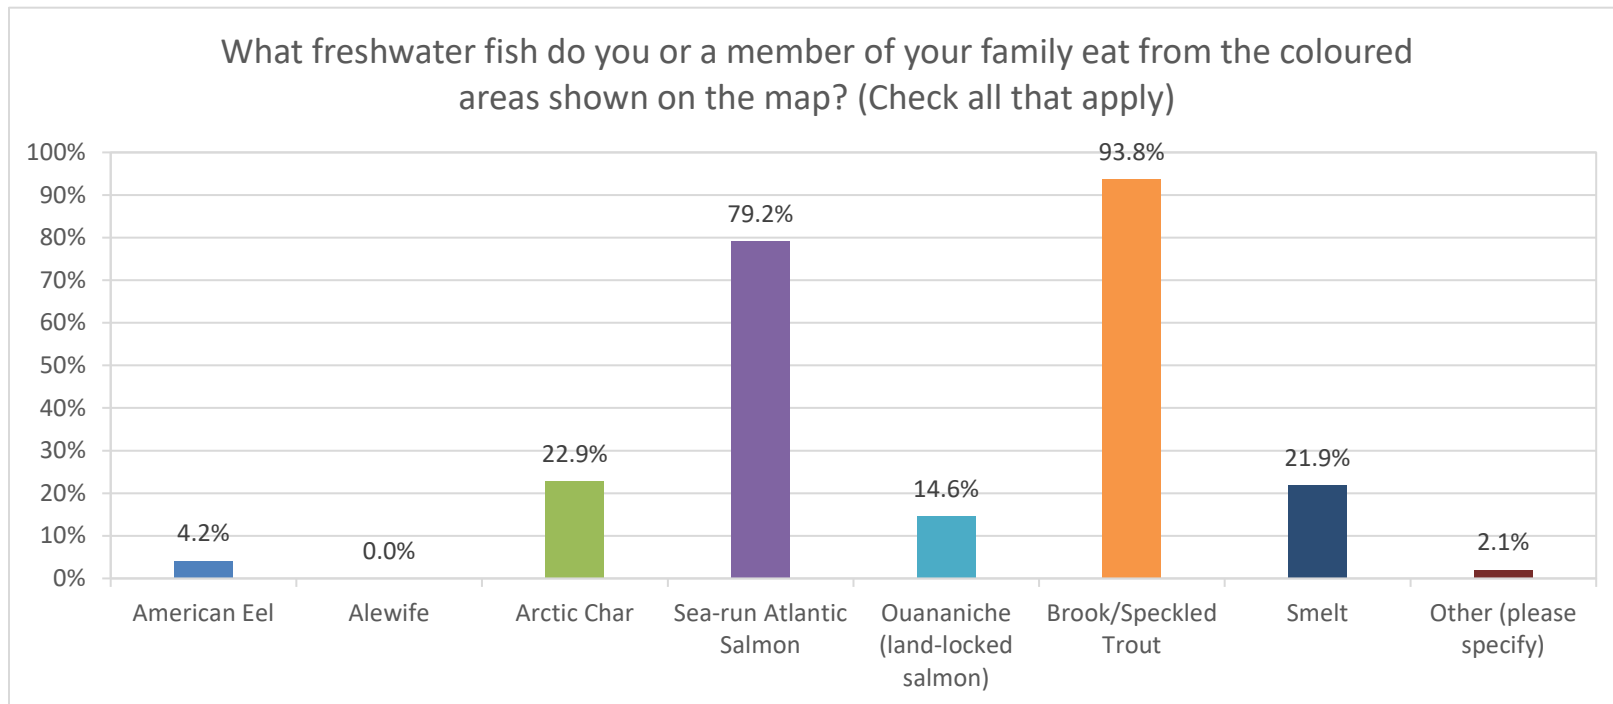 What freshwater fish do you or a member of your family eat from the coloured
areas shown on the map? (Check all that apply)
100%
90%
80%
70%
60%
50%
40%
30%
20%
10%
0%
4.2%
0.0%
22.9%
79.2%
14.6%
93.8%
21.9%
2.1%
American Eel
Alewife
Arctic Char
Sea-run Atlantic
Salmon
Ouananiche
(land-locked
salmon)
Brook/Speckled
Trout
Smelt
Other (please
specify)